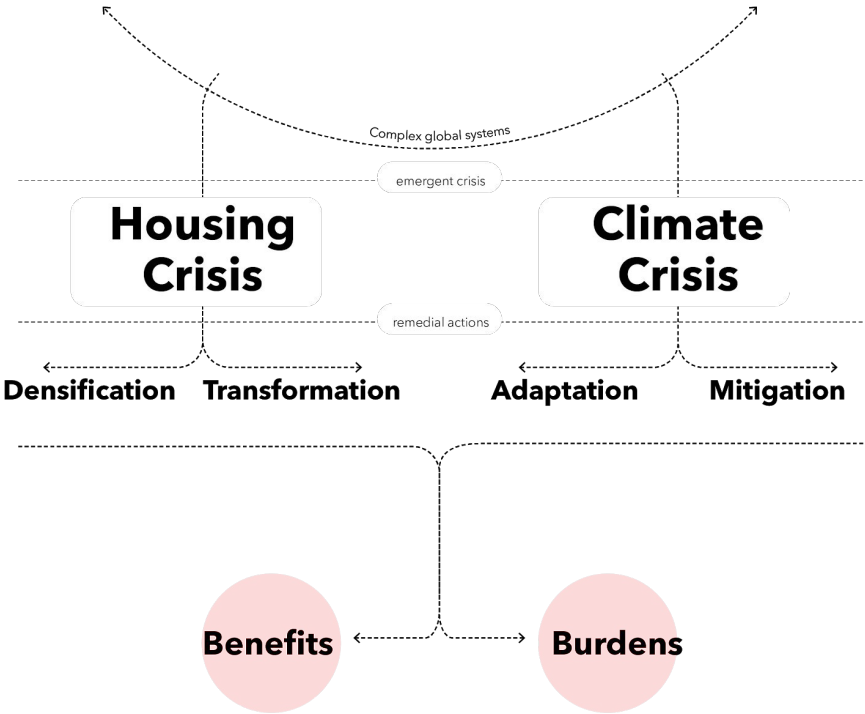 Complex global systems
emergent crisis
Housing
Crisis
Climate
Crisis
remedial actions
Densification
Transformation
Adaptation
Mitigation
Benefits
Burdens